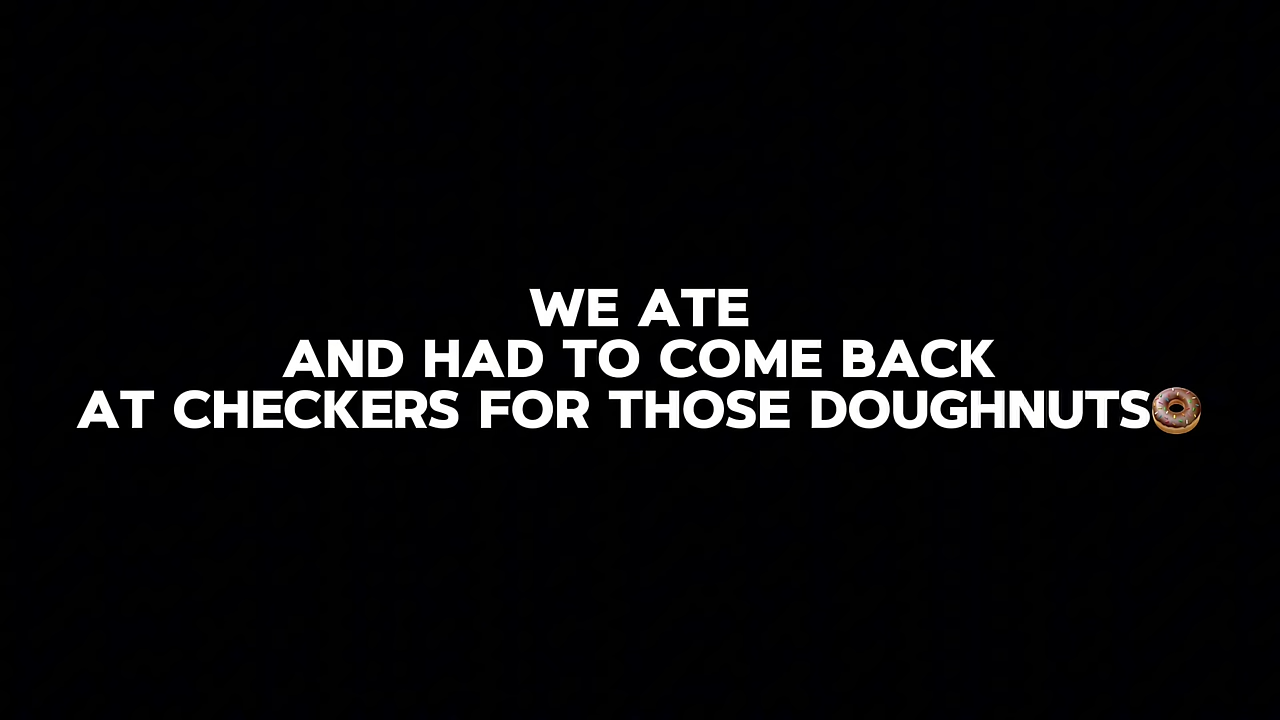 WE ATE
AND HAD TO COME BACK
AT CHECKERS FOR THOSE DOUGHNUTS🍩